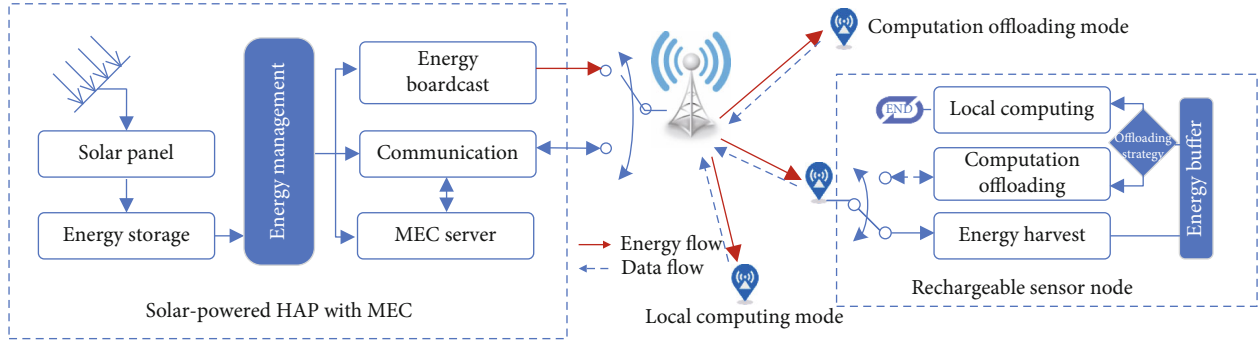 Solar panel
Energy storage
Energy management
Energy
boardcast
Communication
MEC server
Solar-powered HAP with MEC
Energy flow
Data flow
Computation offloading mode
Local computing mode
END
Local computing
Computation
offloading
Energy harvest
Offloading
strategy
Energy buffer
Rechargeable sensor node